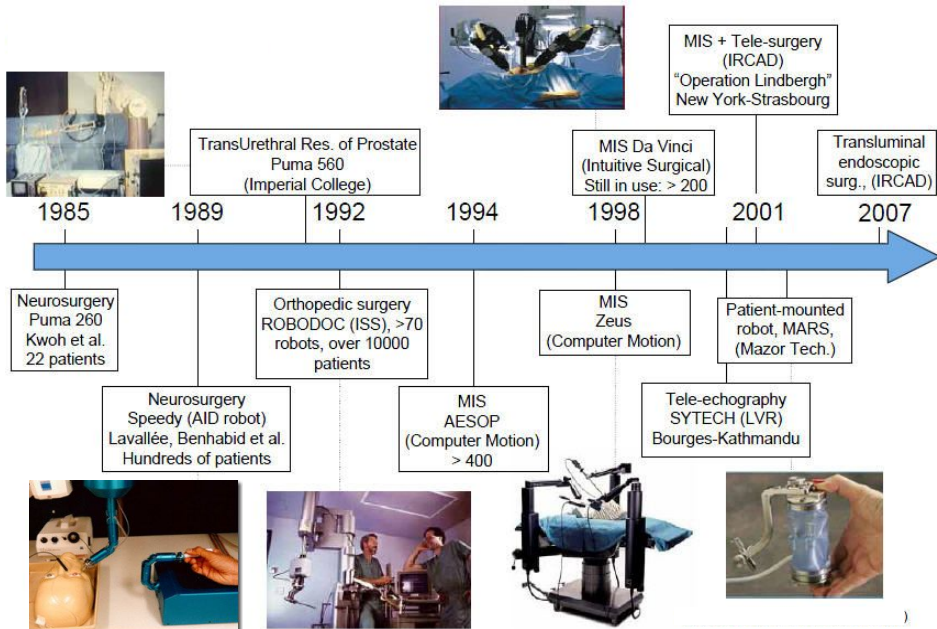 MIS + Tele-surgery
(IRCAD)
“Operation Lindbergh”
New York-Strasbourg
TransUrethral Res. of Prostate
Puma 560
(Imperial College)
MIS Da Vinci
(Intuitive Surgical)
Still in use: > 200
Transluminal
endoscopic
surg., (IRCAD)
1985
1989
1992
1994
1998
2001
2007
Neurosurgery
Puma 260
Kwoh et al.
22 patients
Orthopedic surgery
ROBODOC (ISS), >70
robots, over 10000
patients
MIS
Zeus
(Computer Motion)
Patient-mounted
robot, MARS,
(Mazor Tech.)
Neurosurgery
Speedy (AID robot)
Lavallée, Benhabid et al.
Hundreds of patients
MIS
AESOP
(Computer Motion)
> 400
Tele-echography
SYTECH (LVR)
Bourges-Kathmandu
)